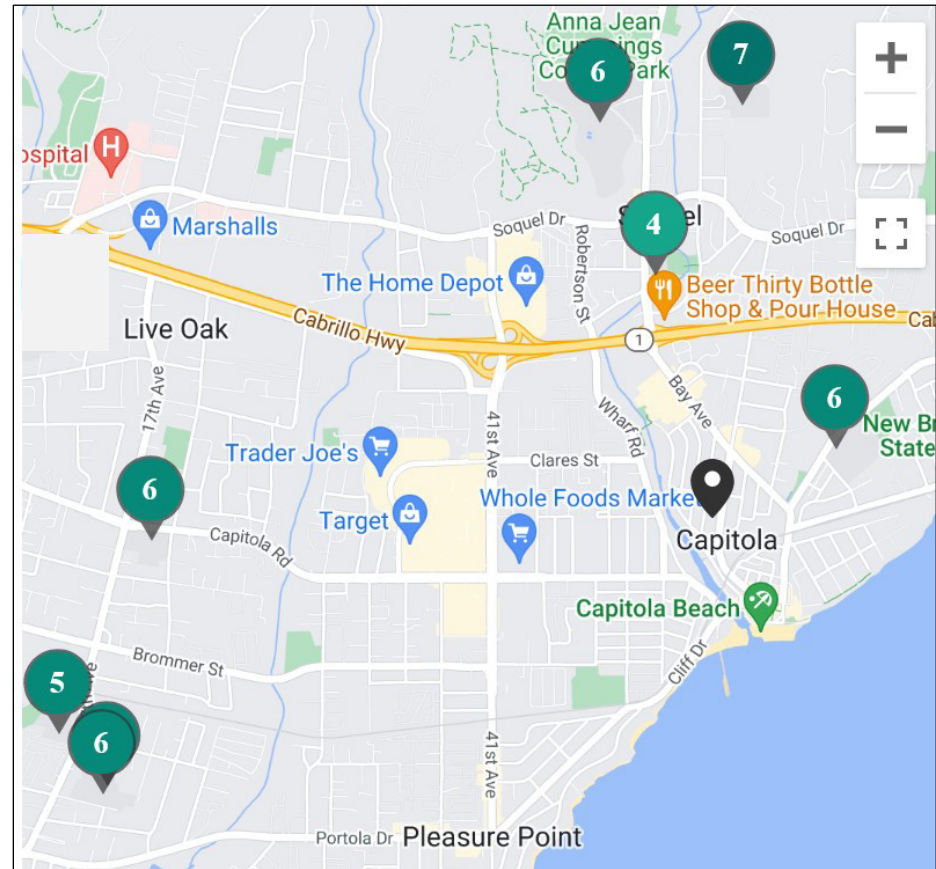 Anna Jean
Cummings
Co Park
6
7
ospital
H
Marshalls
Soquel Dr
S el
4
Soquel Dr
Robertson St
The Home Depot
Beer Thirty Bottle
Shop & Pour House
Live Oak
Cabrillo Hwy
1
Cab
17th Ave
41st Ave
Bay Ave
Wharf Rd
6
New Br
State
Trader Joe's
Clares St
6
Target
Whole Foods Market
Capitola Rd
Capitola
Capitola Beach
Brommer St
Cliff Dr
5
6
41st Ave
Portola Dr
Pleasure Point